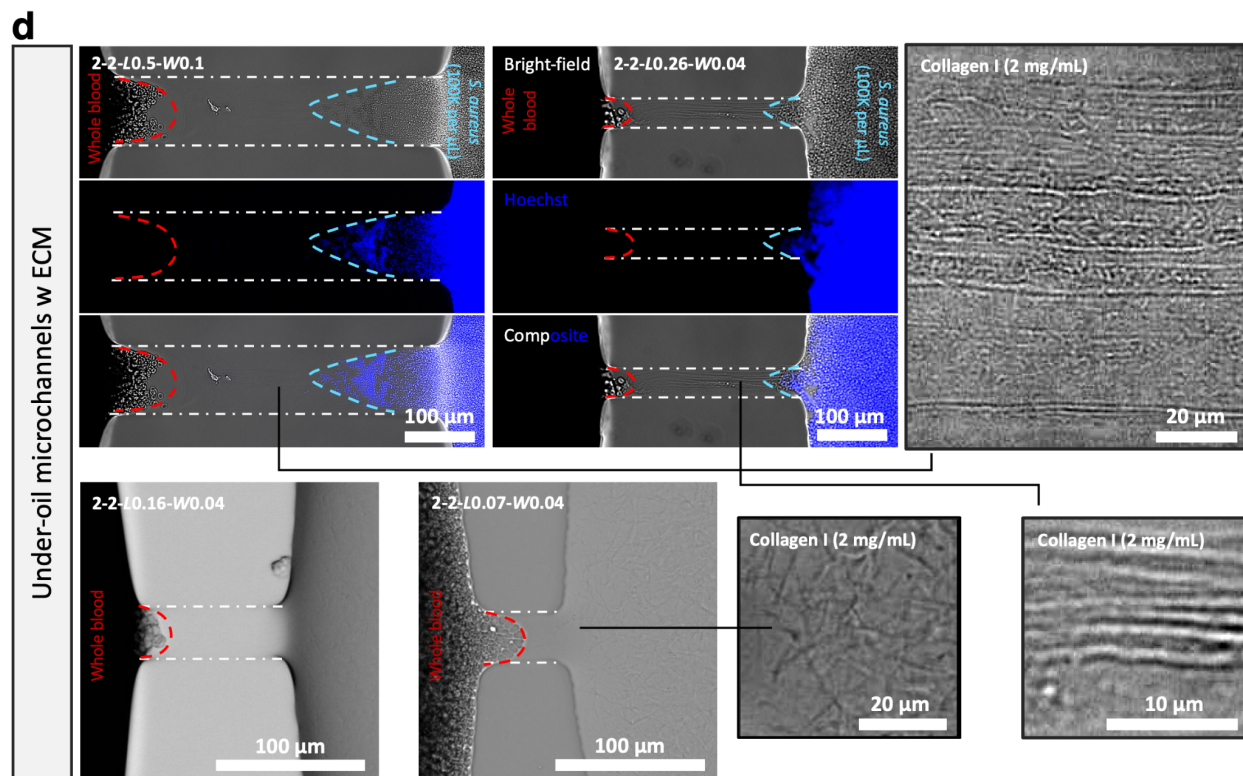 d
Under-oil microchannels w ECM
2-2-L0.5-W0.1
Whole blood
S. aureus
(100K per µL)
Bright-field
2-2-L0.26-W0.04
Whole
blood
S. aureus
(100K per µL)
Collagen I (2 mg/mL)
20 µm
Hoechst
Composite
100 µm
100 µm
2-2-L0.16-W0.04
Whole blood
100 µm
2-2-L0.07-W0.04
Whole blood
100 µm
Collagen I (2 mg/mL)
20 µm
Collagen I (2 mg/mL)
10 µm